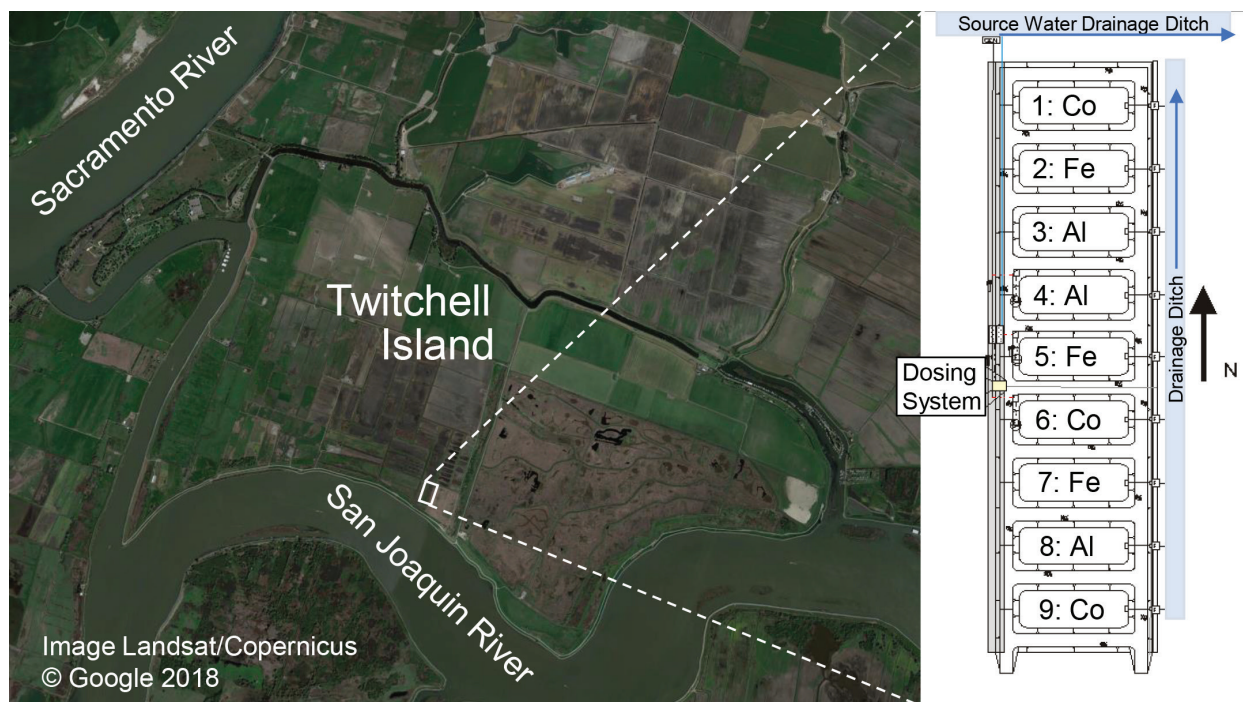 Sacramento River
Twitchell
Island
San Joaquin River
Image Landsat/Copernicus
© Google 2018
Source Water Drainage Ditch
1: Co
2: Fe
3: Al
4: Al
5: Fe
6: Co
7: Fe
8: Al
9: Co
Dosing
System
Drainage Ditch
N